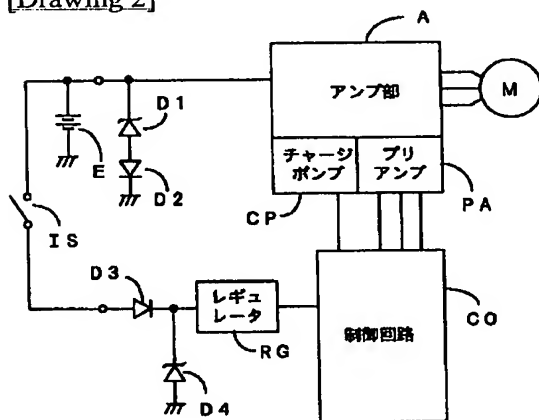 [Drawing 2]
A
アンプ部
M
D1
チャージ
ポンプ
プリ
アンプ
E
D2
CP
PA
IS
D3
レギュ
レータ
制御回路
CO
RG
D4